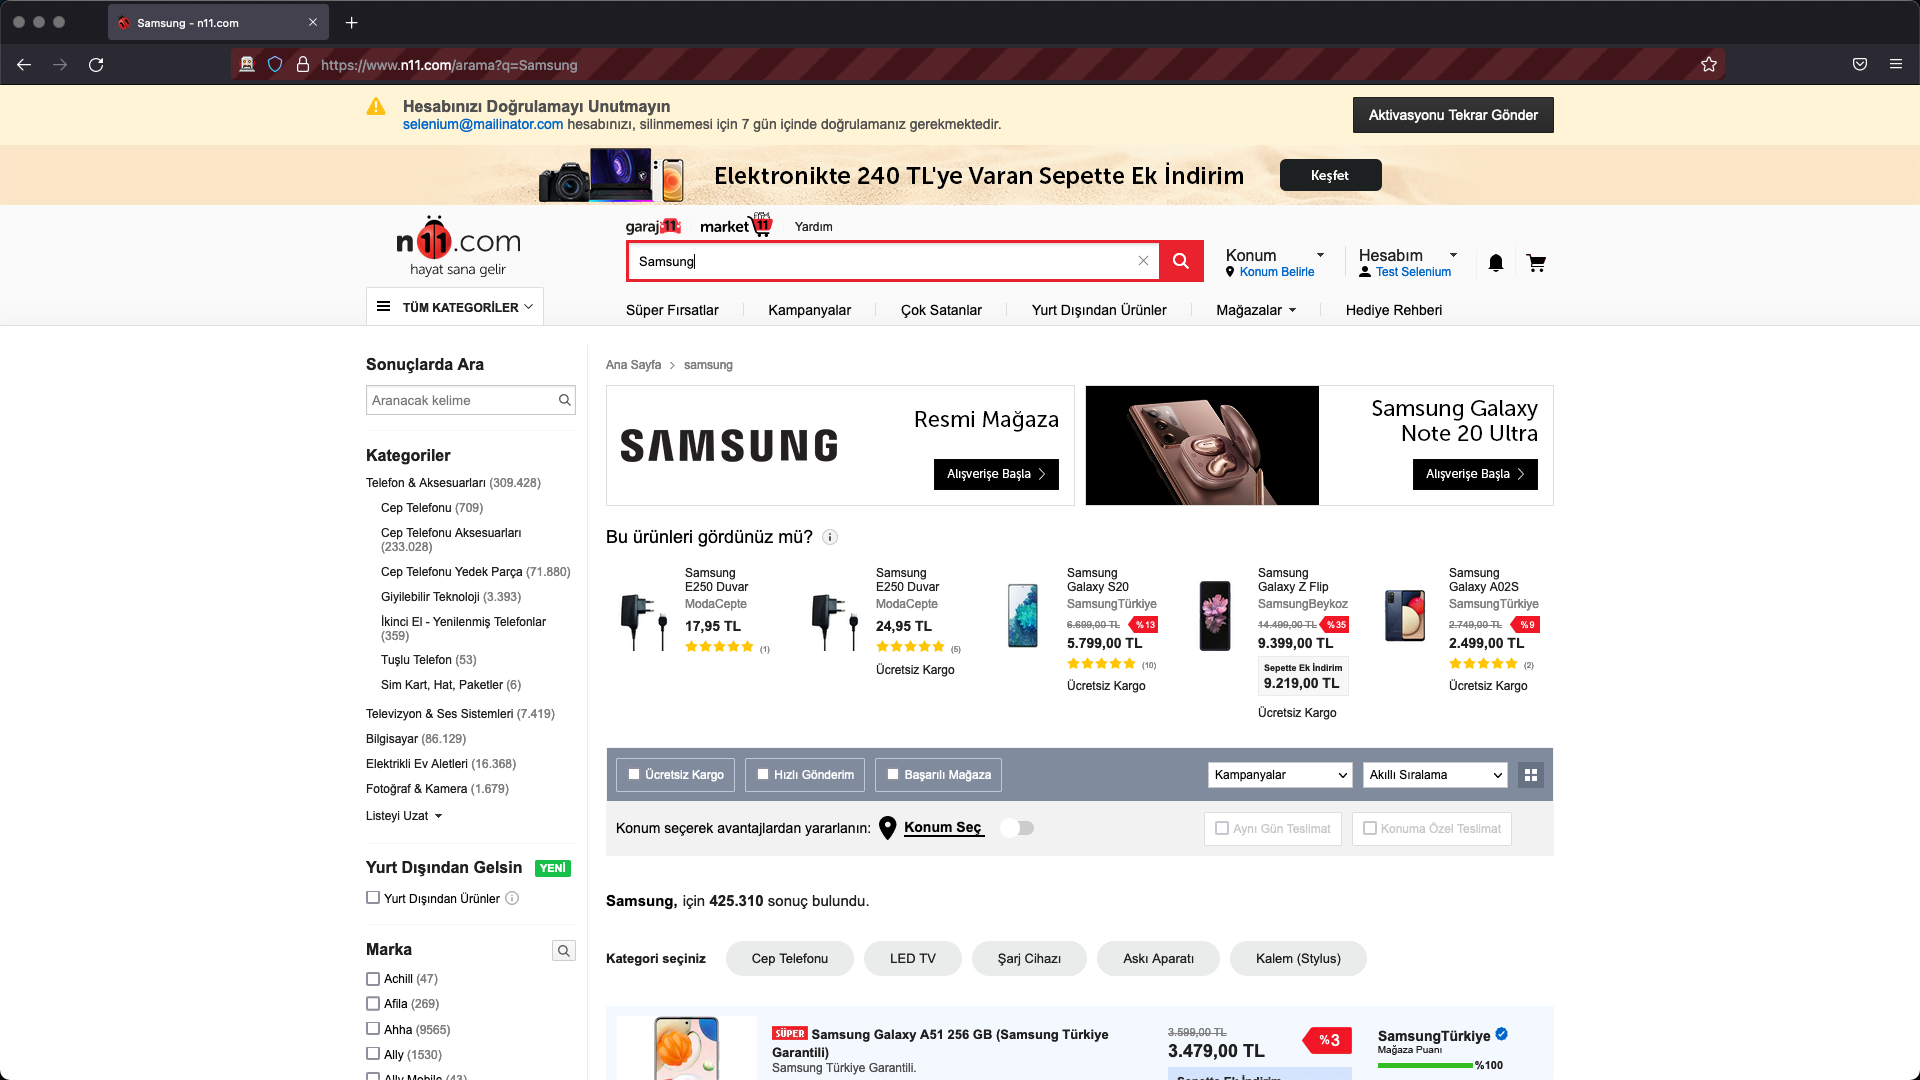 Samsung - n11.com
https://www.n11.com/arama?q=Samsung
Hesabınızı Doğrulamayı Unutmayın
selenium@mailinator.com hesabınızı, silinmemesi için 7 gün içinde doğrulamanız gerekmektedir.
Aktivasyonu Tekrar Gönder
Elektronikte 240 TL'ye Varan Sepette Ek İndirim
Keşfet
n11.com
hayat sana gelir
garaj11
market 11
Yardım
Samsung
Konum
Konum Belirle
Hesabım
Test Selenium
TÜM KATEGORİLER
Süper Fırsatlar
Kampanyalar
Çok Satanlar
Yurt Dışından Ürünler
Mağazalar
Hediye Rehberi
Sonuçlarda Ara
Aranacak kelime
Kategoriler
Telefon & Aksesuarları (309.428)
Cep Telefonu (709)
Cep Telefonu Aksesuarları
(233.028)
Cep Telefonu Yedek Parça (71.880)
Giyilebilir Teknoloji (3.393)
İkinci El - Yenilenmiş Telefonlar
(359)
Tuşlu Telefon (53)
Sim Kart, Hat, Paketler (6)
Televizyon & Ses Sistemleri (7.419)
Bilgisayar (86.129)
Elektrikli Ev Aletleri (16.368)
Fotoğraf & Kamera (1.679)
Listeyi Uzat
Yurt Dışından Gelsin YENİ
Yurt Dışından Ürünler
Marka
Achill (47)
Afila (269)
Ahha (9565)
Ally (1530)
Ally Mobile (43)
Ana Sayfa > samsung
SAMSUNG
Resmi Mağaza
Alışverişe Başla
Samsung Galaxy
Note 20 Ultra
Alışverişe Başla
Bu ürünleri gördünüz mü?
Samsung
E250 Duvar
ModaCepte
17,95 TL
(1)
Samsung
E250 Duvar
ModaCepte
24,95 TL
(5)
Ücretsiz Kargo
Samsung
Galaxy S20
SamsungTürkiye
6.699,00 TL %13
5.799,00 TL
(10)
Ücretsiz Kargo
Samsung
Galaxy Z Flip
SamsungBeykoz
14.499,00 TL %35
9.399,00 TL
Sepette Ek İndirim
9.219,00 TL
Ücretsiz Kargo
Samsung
Galaxy A02S
SamsungTürkiye
2.749,00 TL %9
2.499,00 TL
(2)
Ücretsiz Kargo
Ücretsiz Kargo
Hızlı Gönderim
Başarılı Mağaza
Kampanyalar
Akıllı Sıralama
Konum seçerek avantajlardan yararlanın: Konum Seç
Aynı Gün Teslimat
Konuma Özel Teslimat
Samsung, için 425.310 sonuç bulundu.
Kategori seçiniz
Cep Telefonu
LED TV
Şarj Cihazı
Askı Aparatı
Kalem (Stylus)
SÜPER Samsung Galaxy A51 256 GB (Samsung Türkiye
Garantili)
Samsung Türkiye Garantili.
3.599,00 TL
3.479,00 TL
%3
Sepette Ek İndirim
SamsungTürkiye
Mağaza Puanı
%100